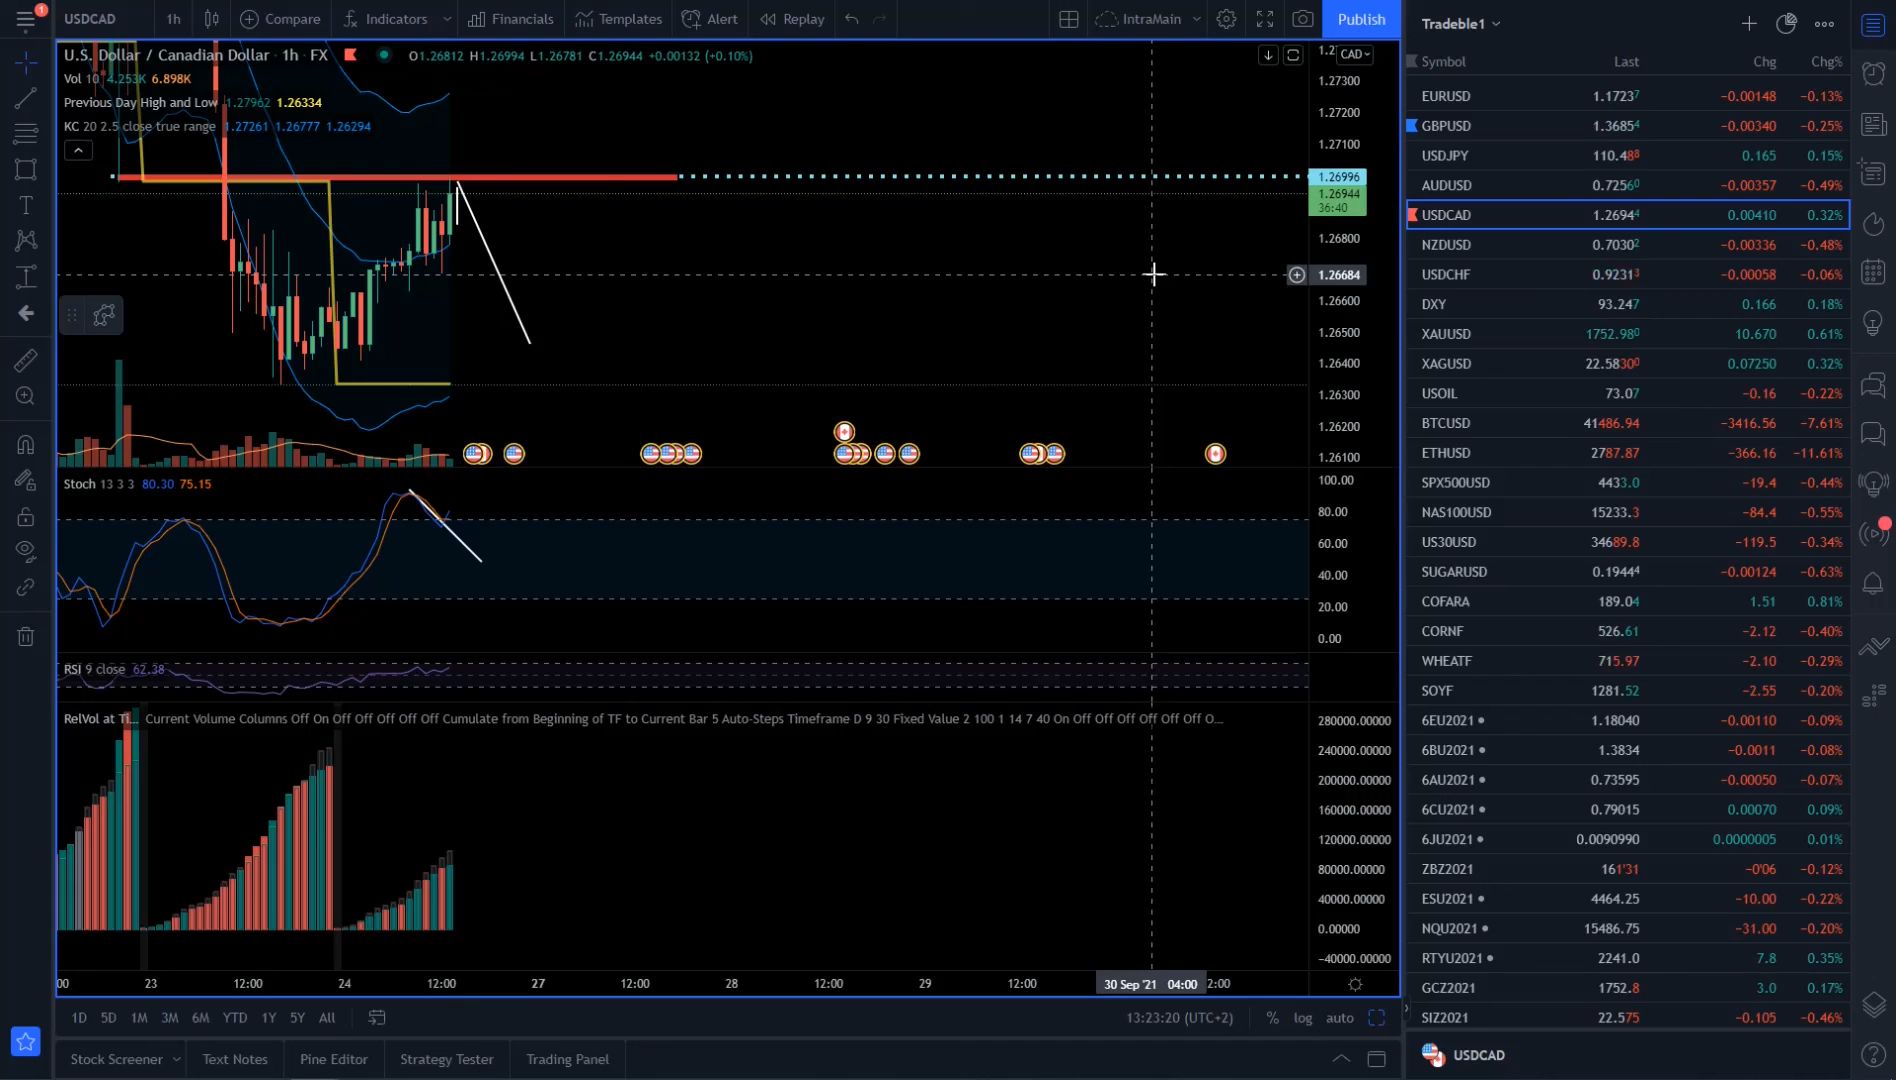 1
USDCAD 1h Compare Indicators Financials Templates Alert Replay IntraMain Publish
U.S. Dollar / Canadian Dollar · 1h · FX O1.26812 H1.26994 L1.26781 C1.26944 +0.00132 (+0.10%)
CAD
Vol 10 4.253K 6.898K
Previous Day High and Low 1.27962 1.26334
KC 20 2.5 close true range 1.27261 1.26777 1.26294
1.27300
1.27200
1.27100
1.26996
1.26944
36:40
1.26800
1.26684
1.26600
1.26500
1.26400
1.26300
1.26200
1.26100
Stoch 13 3 3 80.30 75.15
100.00
80.00
60.00
40.00
20.00
0.00
RSI 9 close 62.38
RelVol at Ti... Current Volume Columns Off On Off Off Off Off Off Cumulate from Beginning of TF to Current Bar 5 Auto-Steps Timeframe D 9 30 Fixed Value 2 100 1 14 7 40 On Off Off Off Off Off Off O...
280000.00000
240000.00000
200000.00000
160000.00000
120000.00000
80000.00000
40000.00000
0.00000
−40000.00000
:00 23 12:00 24 12:00 27 12:00 28 12:00 29 12:00 30 Sep '21 04:00 2:00
1D 5D 1M 3M 6M YTD 1Y 5Y All 13:23:20 (UTC+2) % log auto
Stock Screener Text Notes Pine Editor Strategy Tester Trading Panel
Tradeble1
Symbol Last Chg Chg%
EURUSD 1.17237 −0.00148 −0.13%
GBPUSD 1.36854 −0.00340 −0.25%
USDJPY 110.488 0.165 0.15%
AUDUSD 0.72560 −0.00357 −0.49%
USDCAD 1.26944 0.00410 0.32%
NZDUSD 0.70302 −0.00336 −0.48%
USDCHF 0.92313 −0.00058 −0.06%
DXY 93.247 0.166 0.18%
XAUUSD 1752.980 10.670 0.61%
XAGUSD 22.58300 0.07250 0.32%
USOIL 73.07 −0.16 −0.22%
BTCUSD 41486.94 −3416.56 −7.61%
ETHUSD 2787.87 −366.16 −11.61%
SPX500USD 4433.0 −19.4 −0.44%
NAS100USD 15233.3 −84.4 −0.55%
US30USD 34689.8 −119.5 −0.34%
SUGARUSD 0.19444 −0.00124 −0.63%
COFARA 189.04 1.51 0.81%
CORNF 526.61 −2.12 −0.40%
WHEATF 715.97 −2.10 −0.29%
SOYF 1281.52 −2.55 −0.20%
6EU2021 1.18040 −0.00110 −0.09%
6BU2021 1.3834 −0.0011 −0.08%
6AU2021 0.73595 −0.00050 −0.07%
6CU2021 0.79015 0.00070 0.09%
6JU2021 0.0090990 0.0000005 0.01%
ZBZ2021 161'31 −0'06 −0.12%
ESU2021 4464.25 −10.00 −0.22%
NQU2021 15486.75 −31.00 −0.20%
RTYU2021 2241.0 7.8 0.35%
GCZ2021 1752.8 3.0 0.17%
SIZ2021 22.575 −0.105 −0.46%
USDCAD